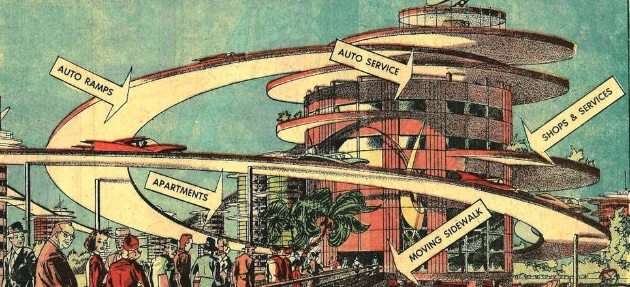 AUTO RAMPS
AUTO SERVICE
SHOPS & SERVICES
APARTMENTS
MOVING SIDEWALK